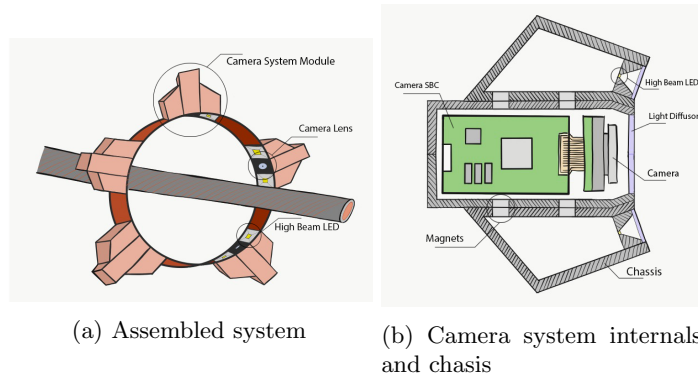 Camera System Module
Camera Lens
High Beam LED
(a) Assembled system
Camera SBC
High Beam LED
Light Diffusor
Camera
Magnets
Chassis
(b) Camera system internals
and chasis